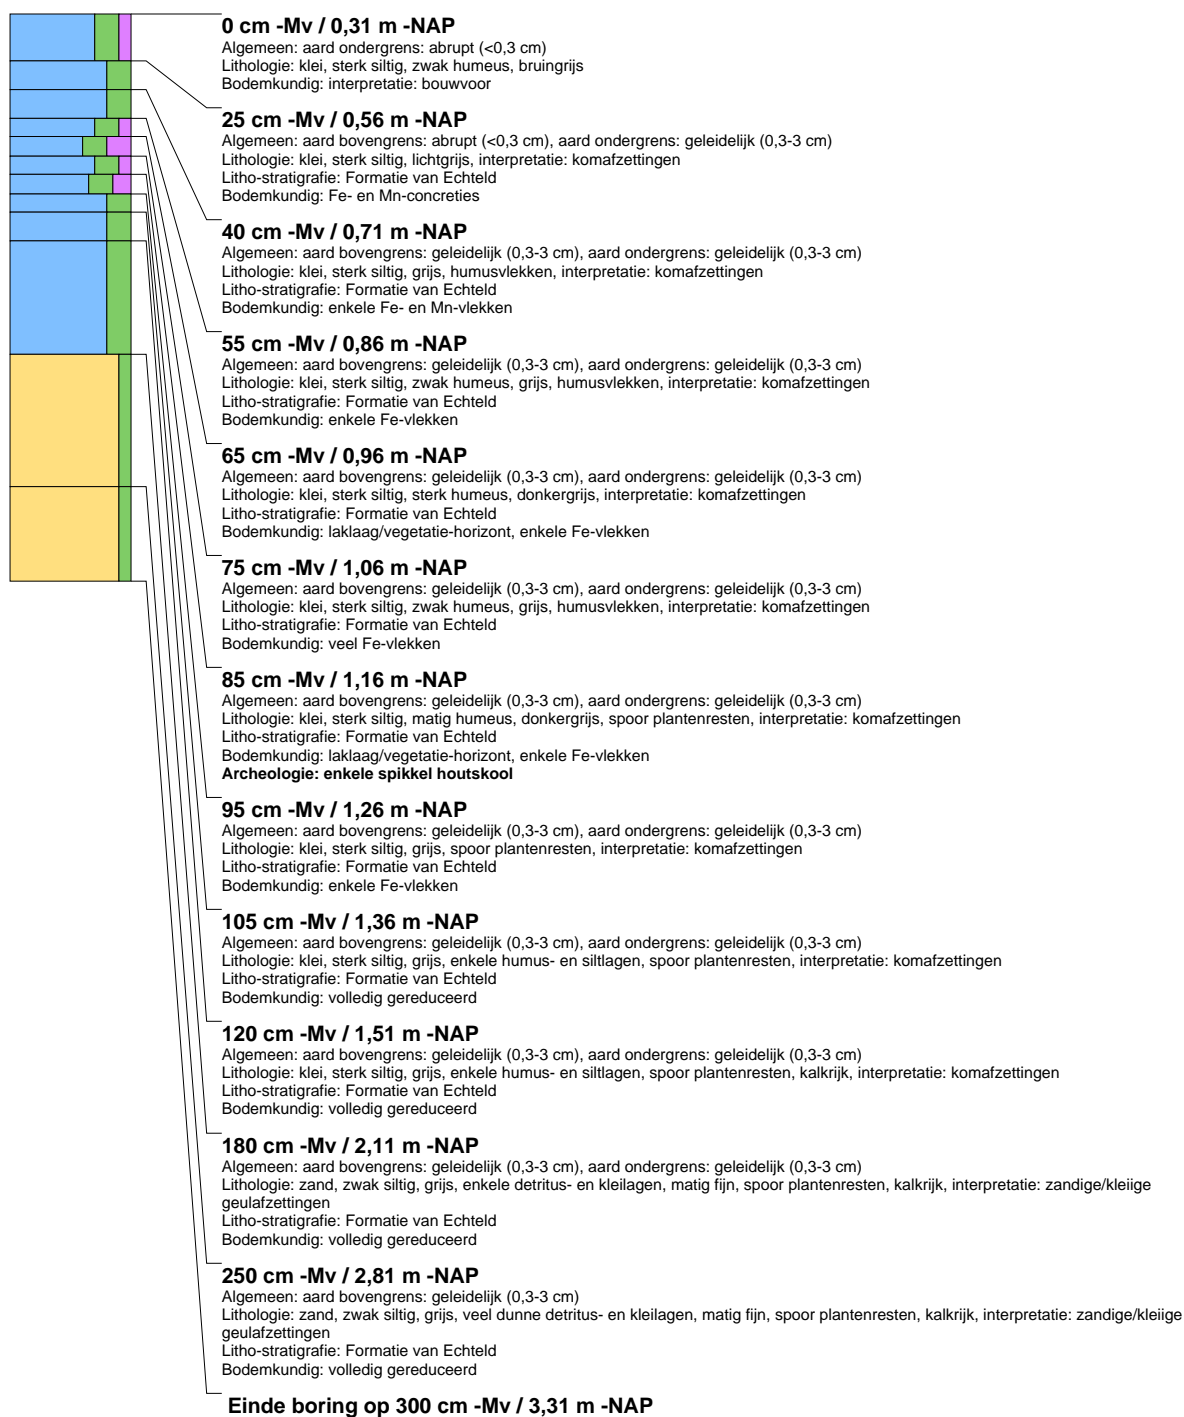 0 cm -Mv / 0,31 m -NAP
Algemeen: aard ondergrens: abrupt (<0,3 cm)
Lithologie: klei, sterk siltig, zwak humeus, bruingrijs
Bodemkundig: interpretatie: bouwvoor
25 cm -Mv / 0,56 m -NAP
Algemeen: aard bovengrens: abrupt (<0,3 cm), aard ondergrens: geleidelijk (0,3-3 cm)
Lithologie: klei, sterk siltig, lichtgrijs, interpretatie: komafzettingen
Litho-stratigrafie: Formatie van Echteld
Bodemkundig: Fe- en Mn-concreties
40 cm -Mv / 0,71 m -NAP
Algemeen: aard bovengrens: geleidelijk (0,3-3 cm), aard ondergrens: geleidelijk (0,3-3 cm)
Lithologie: klei, sterk siltig, grijs, humusvlekken, interpretatie: komafzettingen
Litho-stratigrafie: Formatie van Echteld
Bodemkundig: enkele Fe- en Mn-vlekken
55 cm -Mv / 0,86 m -NAP
Algemeen: aard bovengrens: geleidelijk (0,3-3 cm), aard ondergrens: geleidelijk (0,3-3 cm)
Lithologie: klei, sterk siltig, zwak humeus, grijs, humusvlekken, interpretatie: komafzettingen
Litho-stratigrafie: Formatie van Echteld
Bodemkundig: enkele Fe-vlekken
65 cm -Mv / 0,96 m -NAP
Algemeen: aard bovengrens: geleidelijk (0,3-3 cm), aard ondergrens: geleidelijk (0,3-3 cm)
Lithologie: klei, sterk siltig, sterk humeus, donkergrijs, interpretatie: komafzettingen
Litho-stratigrafie: Formatie van Echteld
Bodemkundig: laklaag/vegetatie-horizont, enkele Fe-vlekken
75 cm -Mv / 1,06 m -NAP
Algemeen: aard bovengrens: geleidelijk (0,3-3 cm), aard ondergrens: geleidelijk (0,3-3 cm)
Lithologie: klei, sterk siltig, zwak humeus, grijs, humusvlekken, interpretatie: komafzettingen
Litho-stratigrafie: Formatie van Echteld
Bodemkundig: veel Fe-vlekken
85 cm -Mv / 1,16 m -NAP
Algemeen: aard bovengrens: geleidelijk (0,3-3 cm), aard ondergrens: geleidelijk (0,3-3 cm)
Lithologie: klei, sterk siltig, matig humeus, donkergrijs, spoor plantenresten, interpretatie: komafzettingen
Litho-stratigrafie: Formatie van Echteld
Bodemkundig: laklaag/vegetatie-horizont, enkele Fe-vlekken
Archeologie: enkele spikkel houtskool
95 cm -Mv / 1,26 m -NAP
Algemeen: aard bovengrens: geleidelijk (0,3-3 cm), aard ondergrens: geleidelijk (0,3-3 cm)
Lithologie: klei, sterk siltig, grijs, spoor plantenresten, interpretatie: komafzettingen
Litho-stratigrafie: Formatie van Echteld
Bodemkundig: enkele Fe-vlekken
105 cm -Mv / 1,36 m -NAP
Algemeen: aard bovengrens: geleidelijk (0,3-3 cm), aard ondergrens: geleidelijk (0,3-3 cm)
Lithologie: klei, sterk siltig, grijs, enkele humus- en siltlagen, spoor plantenresten, interpretatie: komafzettingen
Litho-stratigrafie: Formatie van Echteld
Bodemkundig: volledig gereduceerd
120 cm -Mv / 1,51 m -NAP
Algemeen: aard bovengrens: geleidelijk (0,3-3 cm), aard ondergrens: geleidelijk (0,3-3 cm)
Lithologie: klei, sterk siltig, grijs, enkele humus- en siltlagen, spoor plantenresten, kalkrijk, interpretatie: komafzettingen
Litho-stratigrafie: Formatie van Echteld
Bodemkundig: volledig gereduceerd
180 cm -Mv / 2,11 m -NAP
Algemeen: aard bovengrens: geleidelijk (0,3-3 cm), aard ondergrens: geleidelijk (0,3-3 cm)
Lithologie: zand, zwak siltig, grijs, enkele detritus- en kleilagen, matig fijn, spoor plantenresten, kalkrijk, interpretatie: zandige/kleiige
geulafzettingen
Litho-stratigrafie: Formatie van Echteld
Bodemkundig: volledig gereduceerd
250 cm -Mv / 2,81 m -NAP
Algemeen: aard bovengrens: geleidelijk (0,3-3 cm)
Lithologie: zand, zwak siltig, grijs, veel dunne detritus- en kleilagen, matig fijn, spoor plantenresten, kalkrijk, interpretatie: zandige/kleiige
geulafzettingen
Litho-stratigrafie: Formatie van Echteld
Bodemkundig: volledig gereduceerd
Einde boring op 300 cm -Mv / 3,31 m -NAP